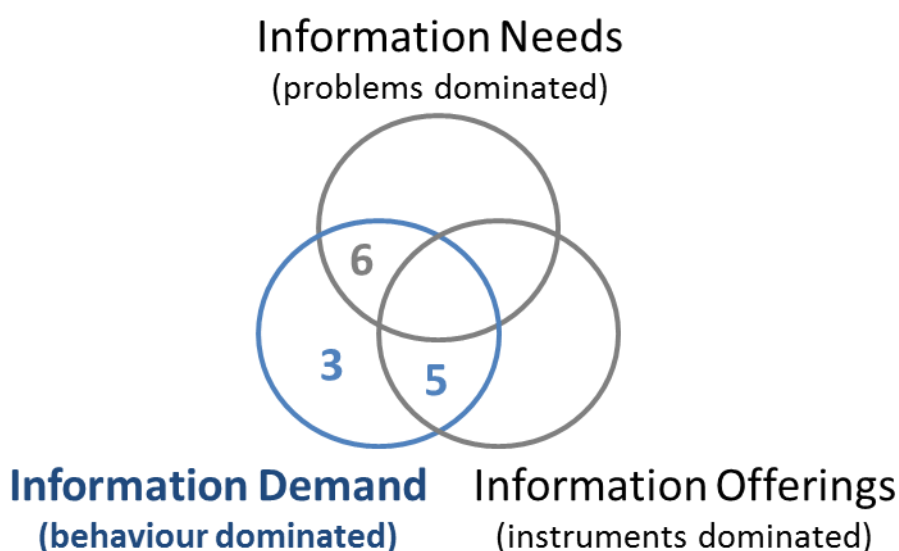 Information Needs
(problems dominated)
6
3
5
Information Demand
(behaviour dominated)
Information Offerings
(instruments dominated)